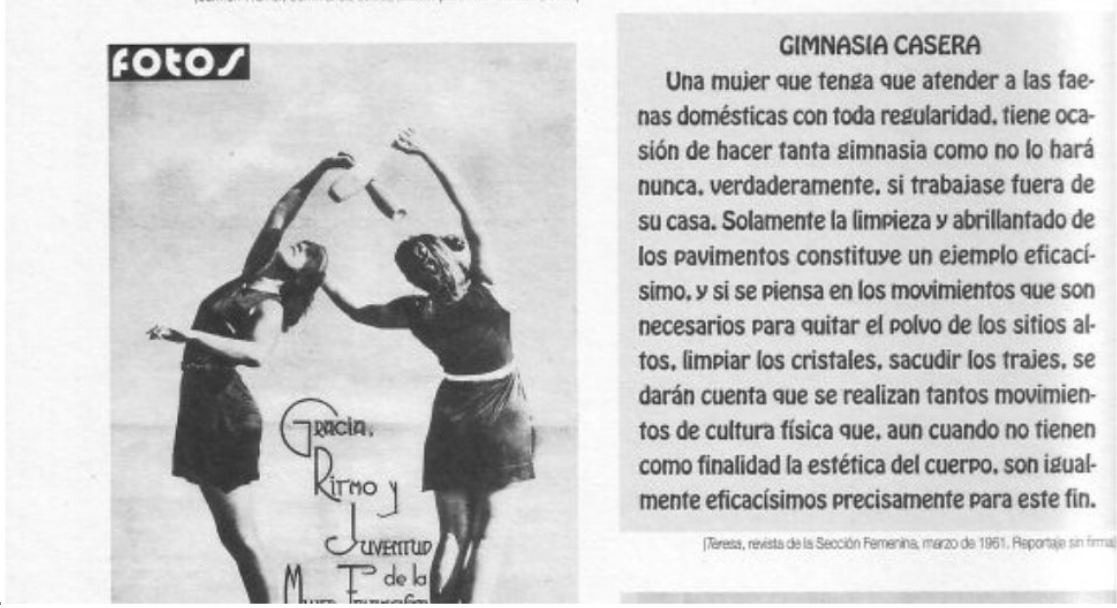 FOTOS
Gracia,
Ritmo y
Juventud
de la
GIMNASIA CASERA
Una mujer que tenga que atender a las fae-
nas domésticas con toda regularidad, tiene oca-
sión de hacer tanta gimnasia como no lo hará
nunca, verdaderamente, si trabajase fuera de
su casa. Solamente la limpieza y abrillantado de
los pavimentos constituye un ejemplo eficací-
simo, y si se piensa en los movimientos que son
necesarios para quitar el polvo de los sitios al-
tos, limpiar los cristales, sacudir los trajes, se
darán cuenta que se realizan tantos movimien-
tos de cultura física que, aun cuando no tienen
como finalidad la estética del cuerpo, son igual-
mente eficacísimos precisamente para este fin.
[Teresa, revista de la Sección Femenina, marzo de 1961. Reportaje sin firma